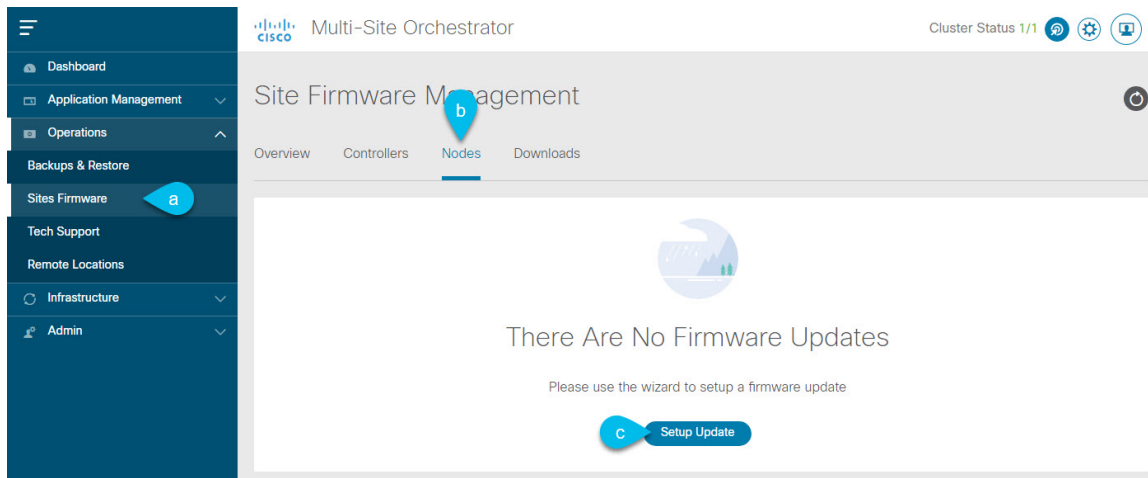 cisco Multi-Site Orchestrator Cluster Status 1/1
Dashboard
Application Management
Operations
Backups & Restore
Sites Firmware a
Tech Support
Remote Locations
Infrastructure
Admin
Site Firmware Management
b
Overview Controllers Nodes Downloads
There Are No Firmware Updates
Please use the wizard to setup a firmware update
c Setup Update